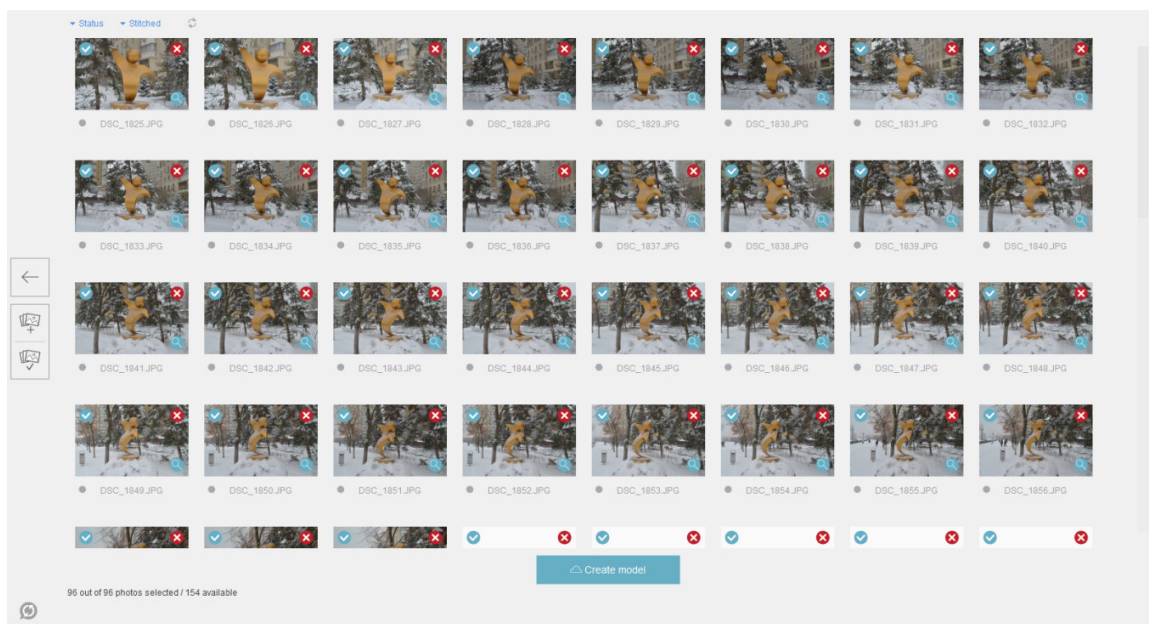 Status Stitched
DSC_1825.JPG DSC_1826.JPG DSC_1827.JPG DSC_1828.JPG DSC_1829.JPG DSC_1830.JPG DSC_1831.JPG DSC_1832.JPG
DSC_1833.JPG DSC_1834.JPG DSC_1835.JPG DSC_1836.JPG DSC_1837.JPG DSC_1838.JPG DSC_1839.JPG DSC_1840.JPG
DSC_1841.JPG DSC_1842.JPG DSC_1843.JPG DSC_1844.JPG DSC_1845.JPG DSC_1846.JPG DSC_1847.JPG DSC_1848.JPG
DSC_1849.JPG DSC_1850.JPG DSC_1851.JPG DSC_1852.JPG DSC_1853.JPG DSC_1854.JPG DSC_1855.JPG DSC_1856.JPG
Create model
96 out of 96 photos selected / 154 available